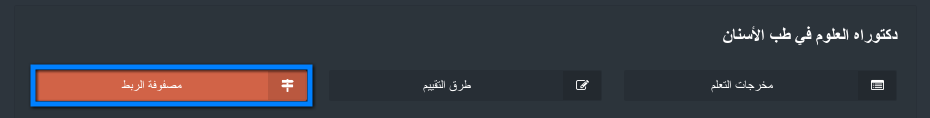 دكتوراه العلوم في طب الأسنان
مخرجات التعلم
طرق التقييم
مصفوفة الربط